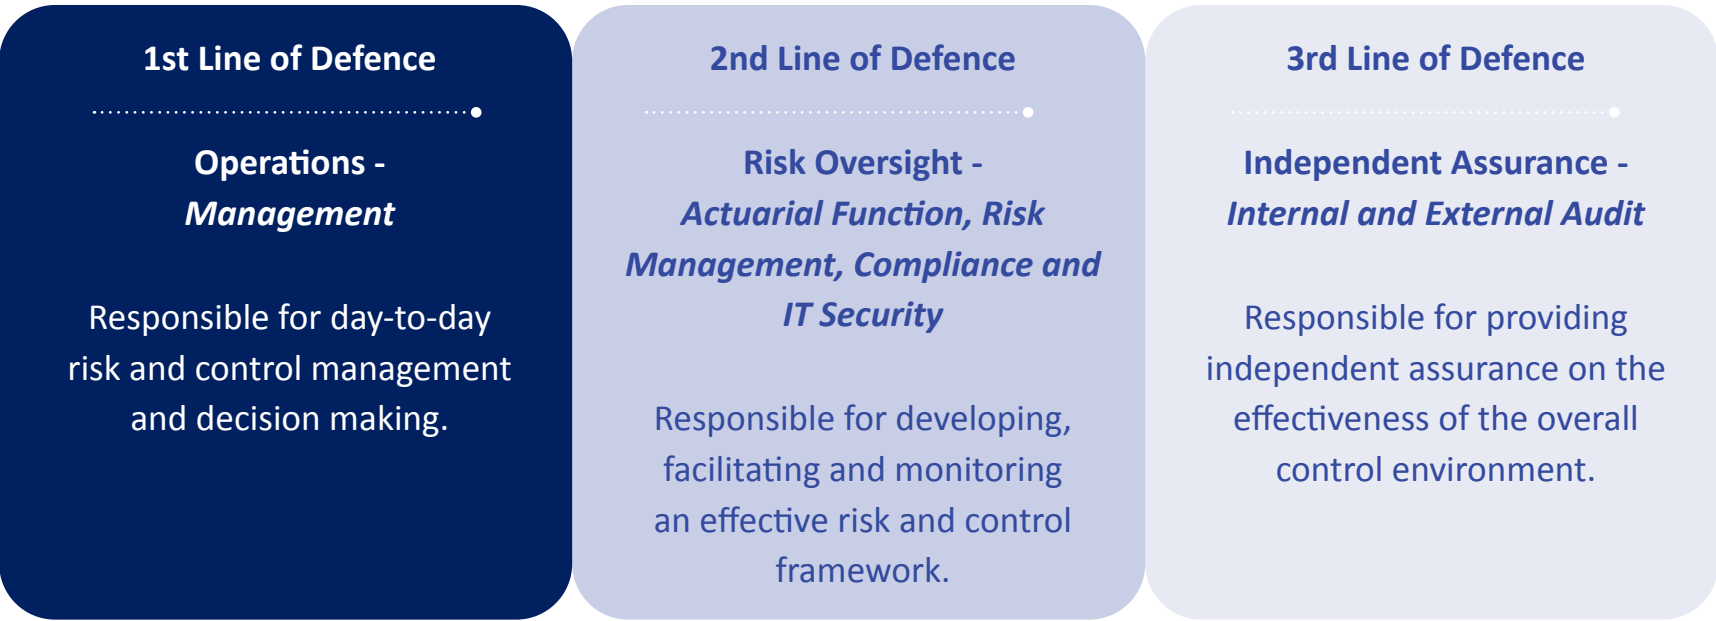 1st Line of Defence
Operations -
Management
Responsible for day-to-day
risk and control management
and decision making.
2nd Line of Defence
Risk Oversight -
Actuarial Function, Risk
Management, Compliance and
IT Security
Responsible for developing,
facilitating and monitoring
an effective risk and control
framework.
3rd Line of Defence
Independent Assurance -
Internal and External Audit
Responsible for providing
independent assurance on the
effectiveness of the overall
control environment.